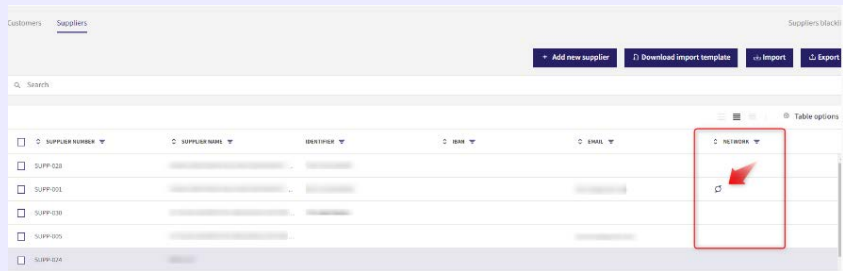 Customers Suppliers Suppliers blackli
+ Add new supplier Download import template Import Export
Search
Table options
SUPPLIER NUMBER SUPPLIER NAME IDENTIFIER IBAN EMAIL NETWORK
SUPP-028 ...
SUPP-001 ...
SUPP-030 ...
SUPP-005 ...
SUPP-024